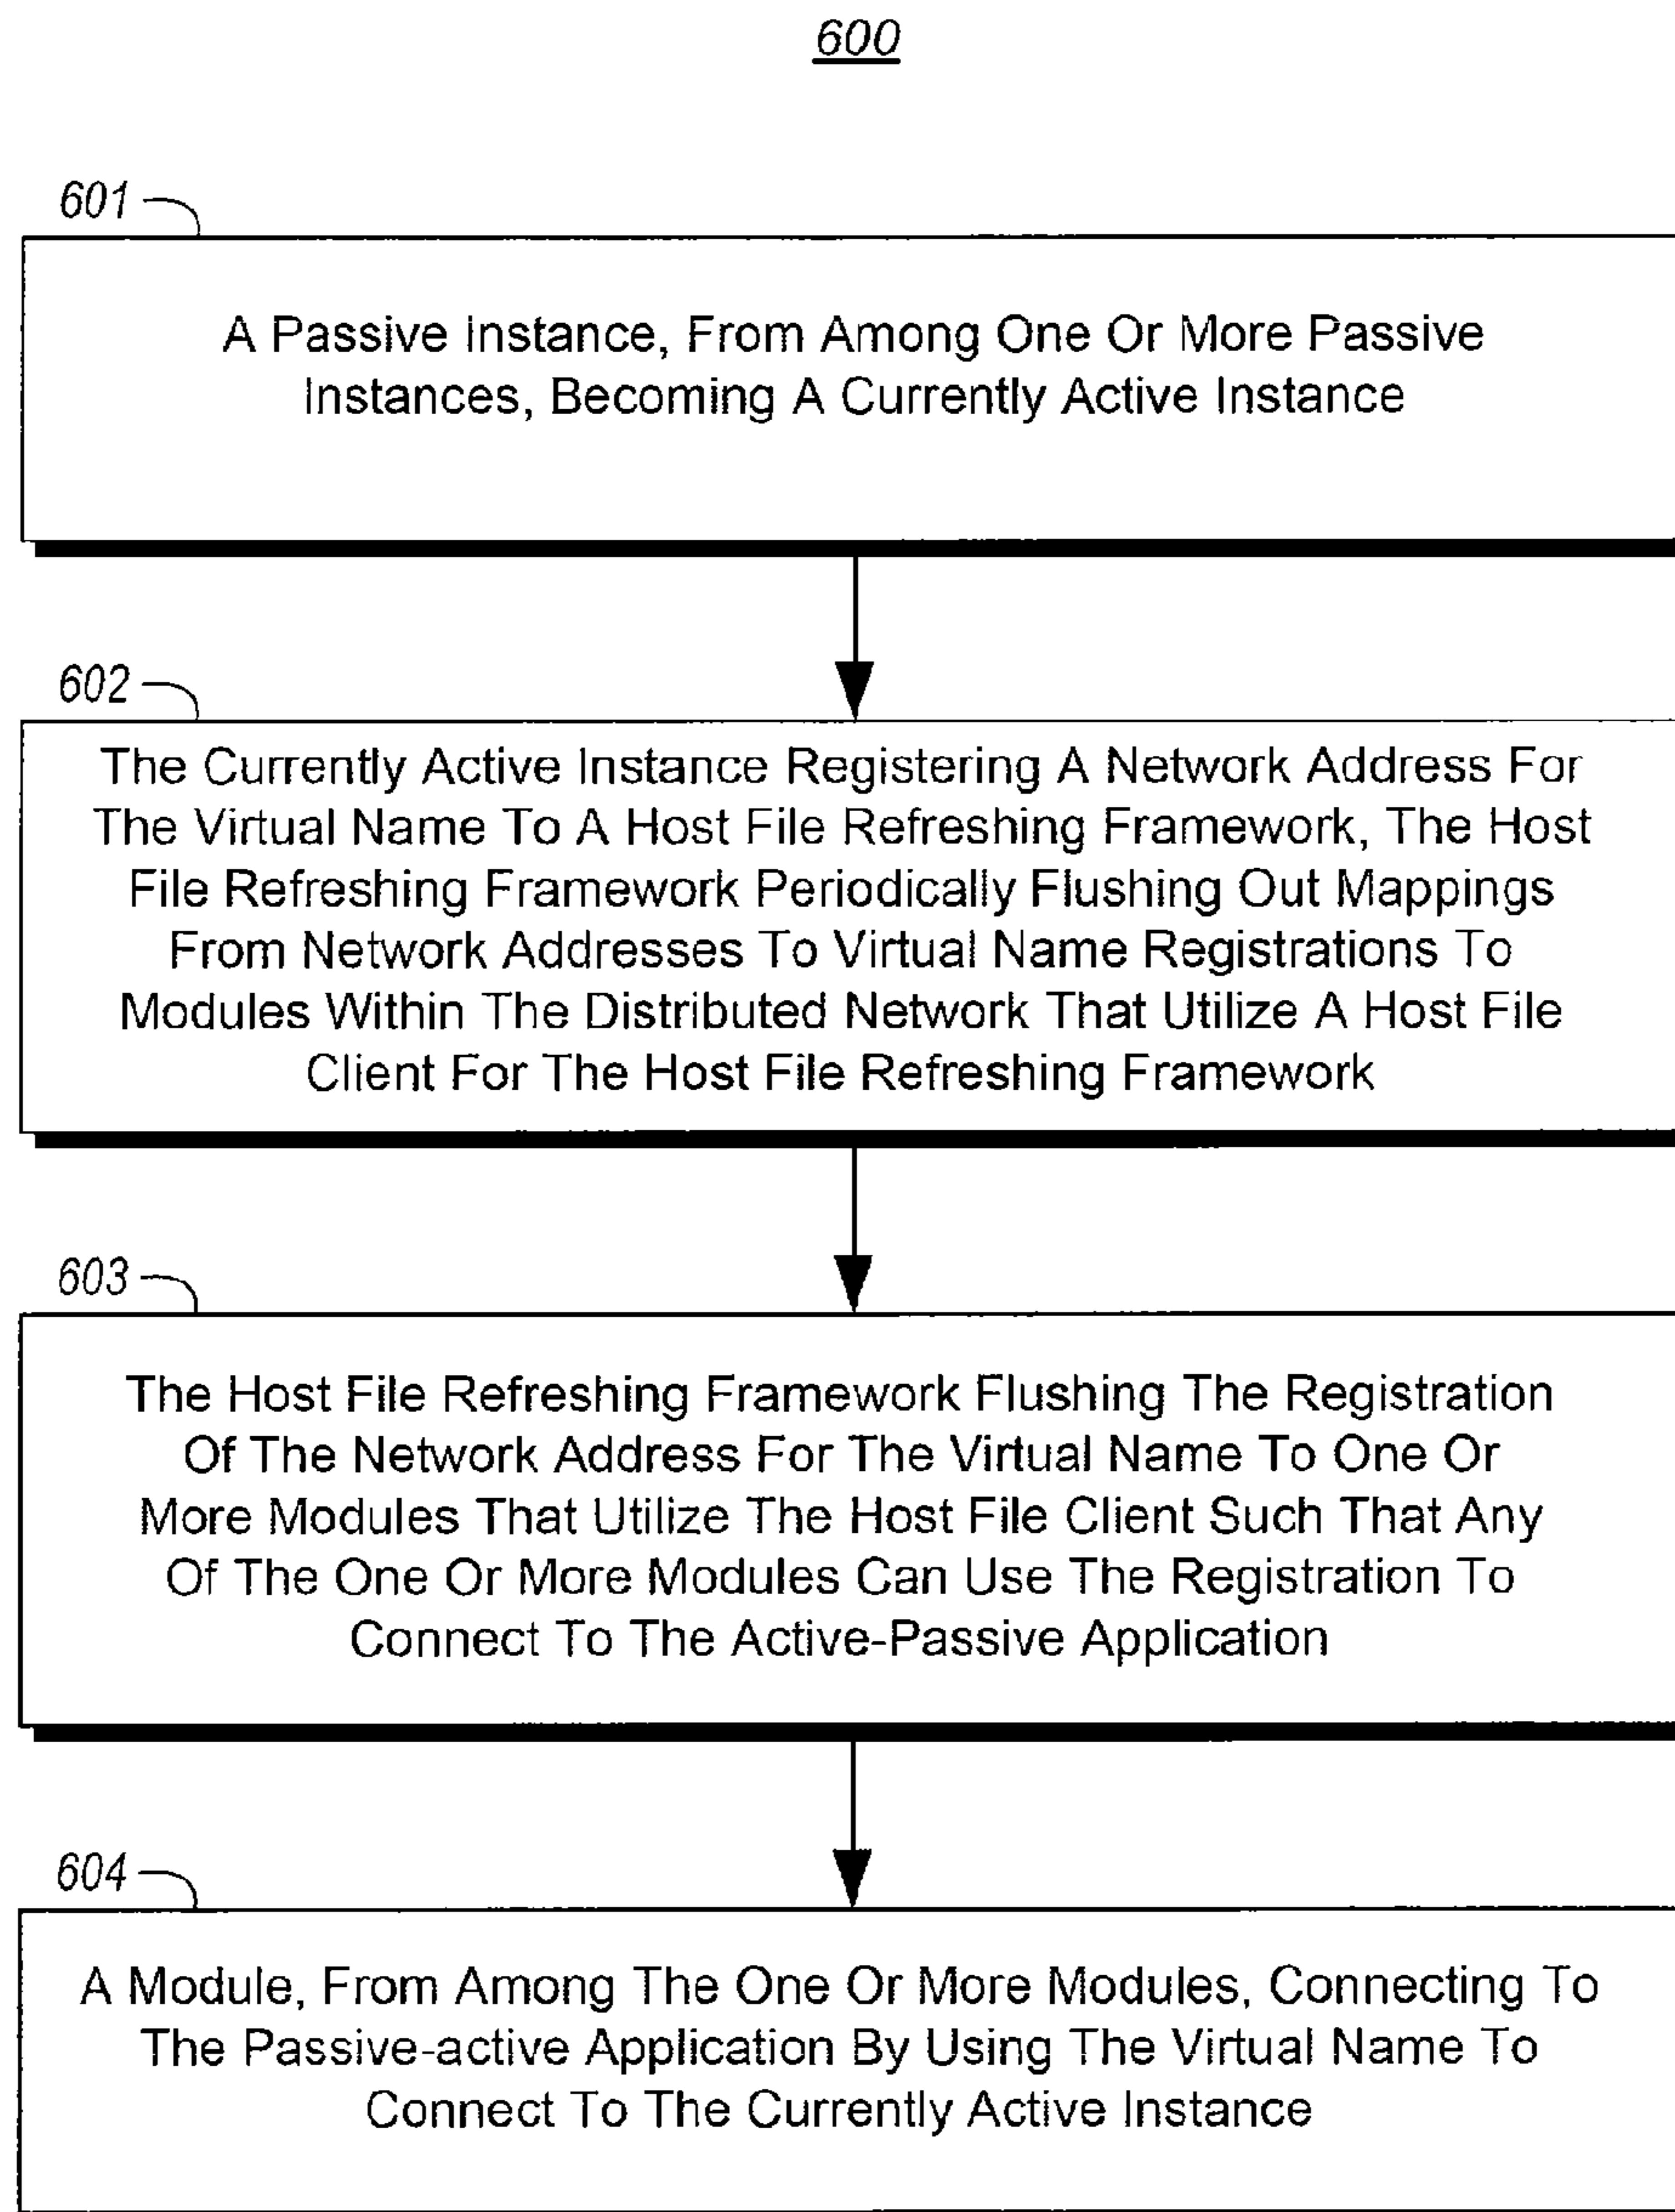 600
601
A Passive Instance, From Among One Or More Passive
Instances, Becoming A Currently Active Instance
602
The Currently Active Instance Registering A Network Address For
The Virtual Name To A Host File Refreshing Framework, The Host
File Refreshing Framework Periodically Flushing Out Mappings
From Network Addresses To Virtual Name Registrations To
Modules Within The Distributed Network That Utilize A Host File
Client For The Host File Refreshing Framework
603
The Host File Refreshing Framework Flushing The Registration
Of The Network Address For The Virtual Name To One Or
More Modules That Utilize The Host File Client Such That Any
Of The One Or More Modules Can Use The Registration To
Connect To The Active-Passive Application
604
A Module, From Among The One Or More Modules, Connecting To
The Passive-active Application By Using The Virtual Name To
Connect To The Currently Active Instance